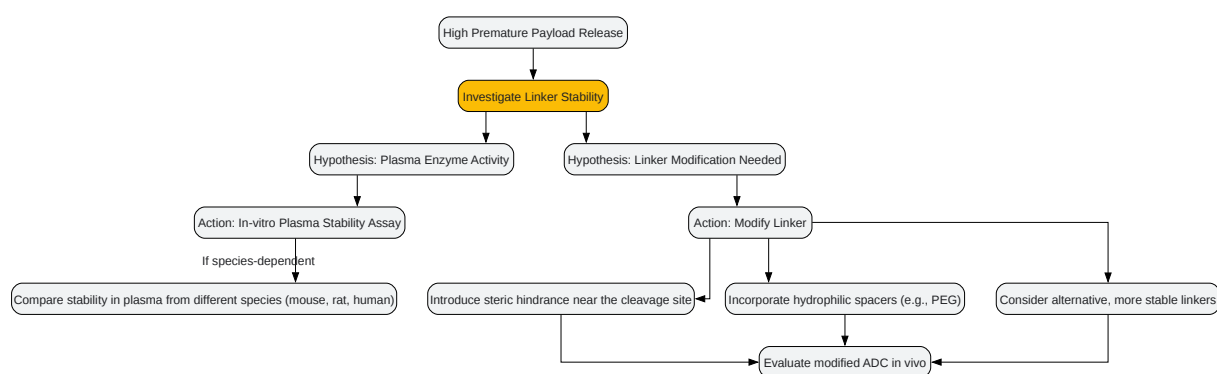 High Premature Payload Release
Investigate Linker Stability
Hypothesis: Plasma Enzyme Activity
Hypothesis: Linker Modification Needed
Action: In-vitro Plasma Stability Assay
Action: Modify Linker
If species-dependent
Compare stability in plasma from different species (mouse, rat, human)
Introduce steric hindrance near the cleavage site
Incorporate hydrophilic spacers (e.g., PEG)
Consider alternative, more stable linkers
Evaluate modified ADC in vivo